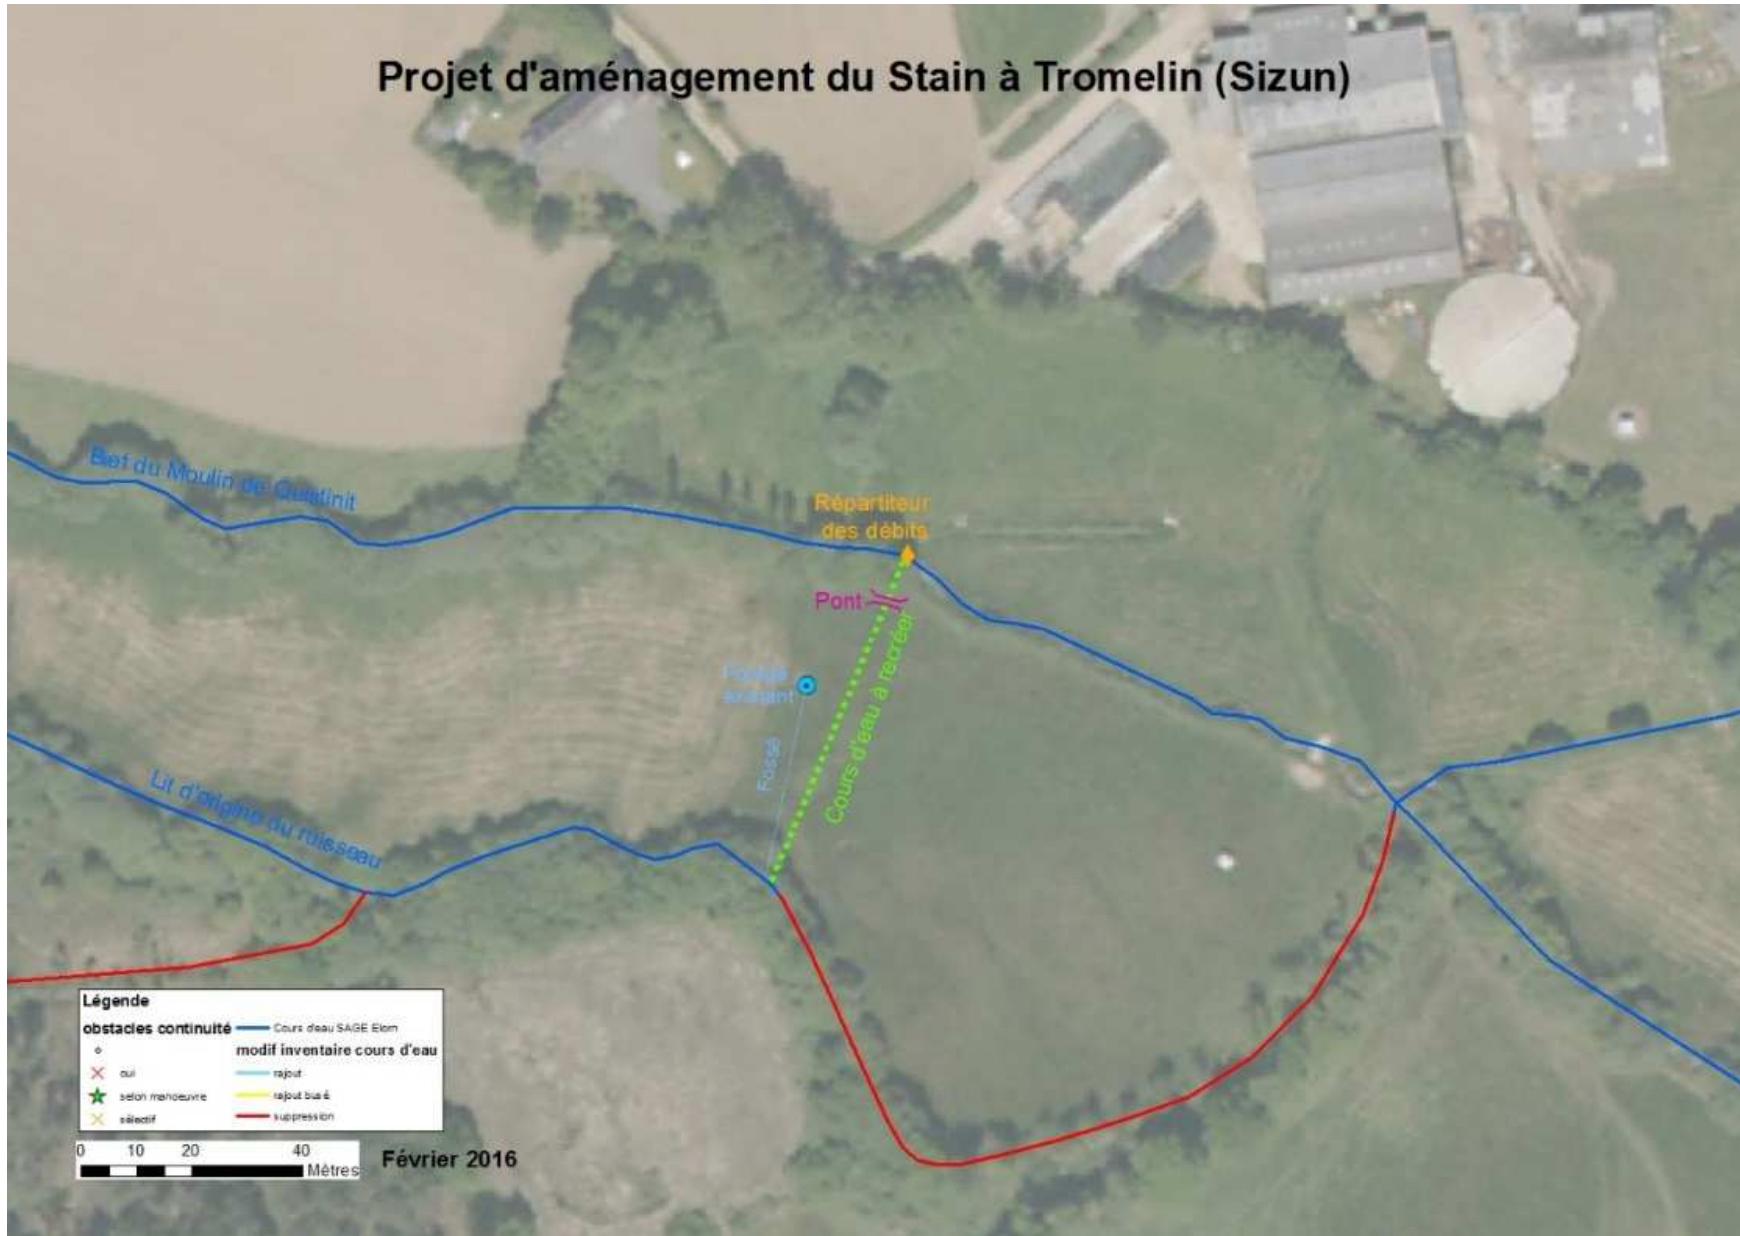 Projet d'aménagement du Stain à Tromelin (Sizun)
Bief du Moulin de Guistinit
Répartiteur
des débits
Pont
Cours d'eau à recréer
existant
Fossé
Lit d'origine du ruisseau
Légende
obstacles continuité
oui
selon manoeuvre
sélectif
Cours d'eau SAGE Elorn
modif inventaire cours d'eau
rajout
rajout busé
suppression
0 10 20 40
Mètres
Février 2016